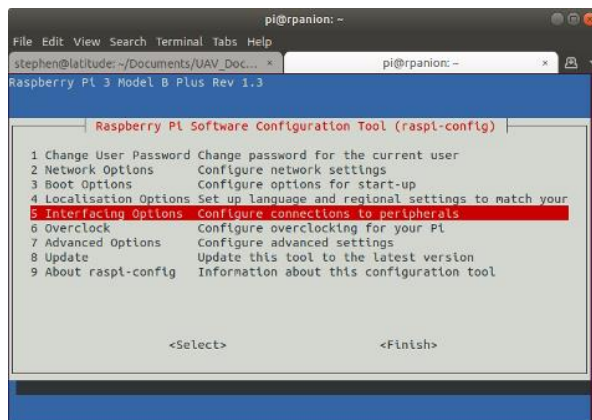 pi@rpanion: ~
File Edit View Search Terminal Tabs Help
stephen@latitude: ~/Documents/UAV_Doc... × pi@rpanion: ~ ×
Raspberry Pi 3 Model B Plus Rev 1.3
Raspberry Pi Software Configuration Tool (raspi-config)
1 Change User Password Change password for the current user
2 Network Options Configure network settings
3 Boot Options Configure options for start-up
4 Localisation Options Set up language and regional settings to match your
5 Interfacing Options Configure connections to peripherals
6 Overclock Configure overclocking for your Pi
7 Advanced Options Configure advanced settings
8 Update Update this tool to the latest version
9 About raspi-config Information about this configuration tool
<Select> <Finish>